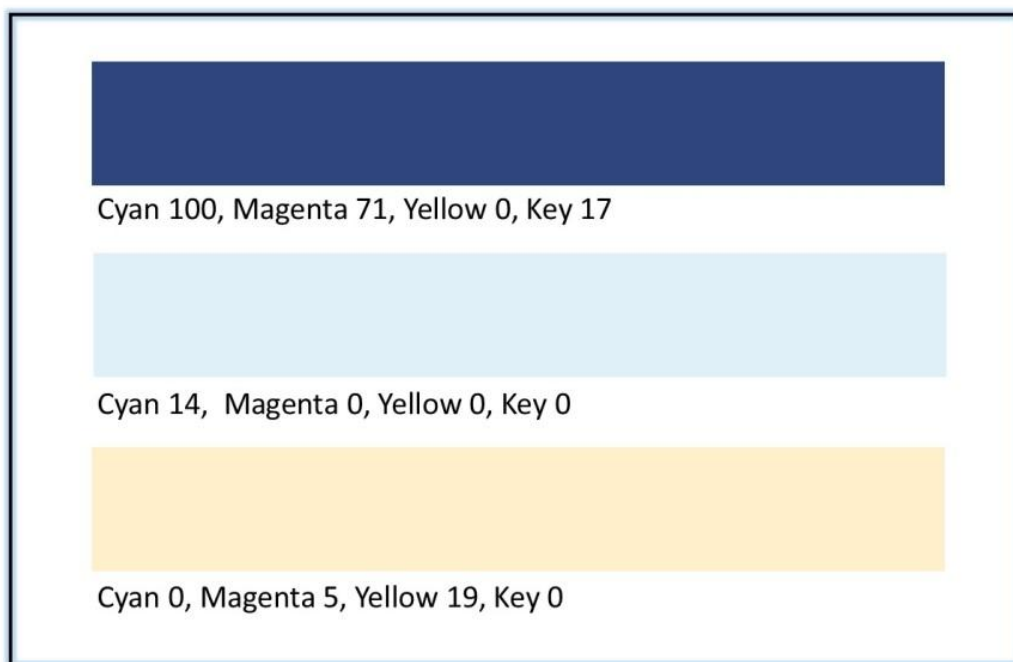 Cyan 100, Magenta 71, Yellow 0, Key 17
Cyan 14,  Magenta 0, Yellow 0, Key 0
Cyan 0, Magenta 5, Yellow 19, Key 0